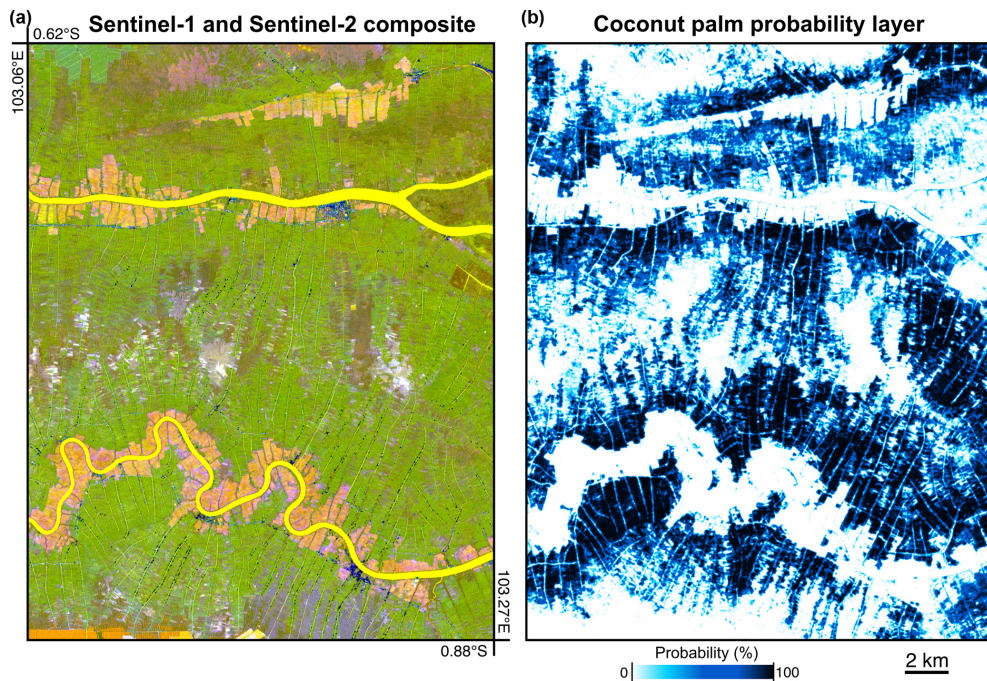 (a) Sentinel-1 and Sentinel-2 composite
(b) Coconut palm probability layer
0.62°S
103.06°E
103.27°E
0.88°S
Probability (%)
0 100
2 km